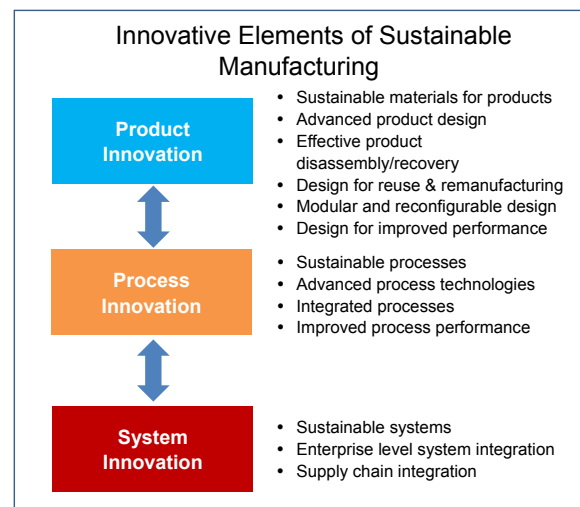 Innovative Elements of Sustainable
Manufacturing
Product
Innovation
• Sustainable materials for products
• Advanced product design
• Effective product
disassembly/recovery
• Design for reuse & remanufacturing
• Modular and reconfigurable design
• Design for improved performance
Process
Innovation
• Sustainable processes
• Advanced process technologies
• Integrated processes
• Improved process performance
System
Innovation
• Sustainable systems
• Enterprise level system integration
• Supply chain integration